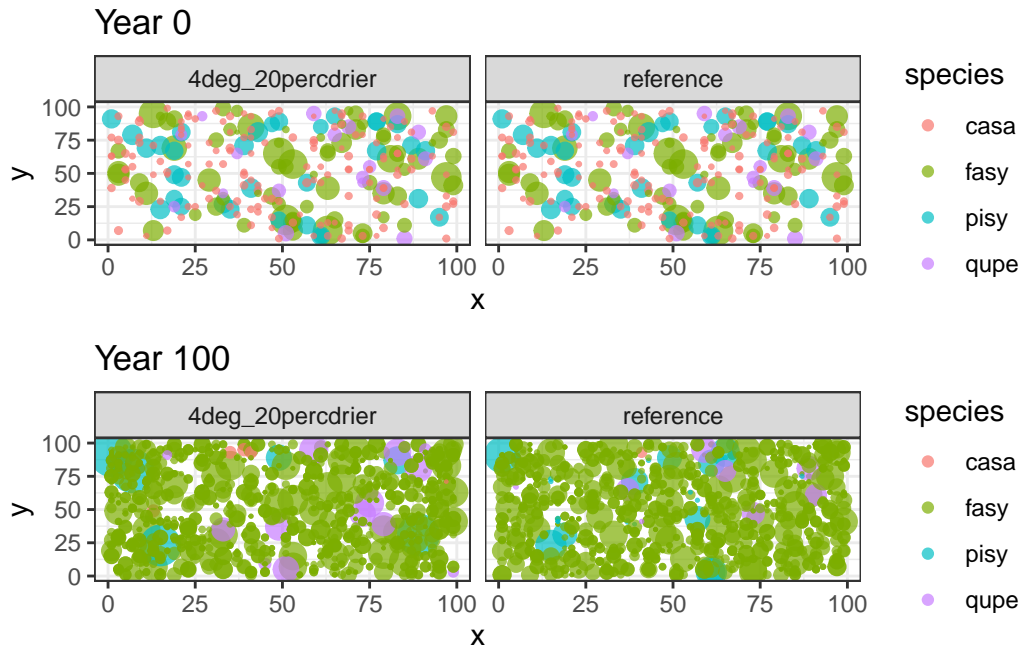 Year 0
4deg_20percdrier reference
species
casa
fasy
pisy
qupe
y
100
75
50
25
0
0 25 50 75 100 0 25 50 75 100
x
Year 100
4deg_20percdrier reference
species
casa
fasy
pisy
qupe
y
100
75
50
25
0
0 25 50 75 100 0 25 50 75 100
x